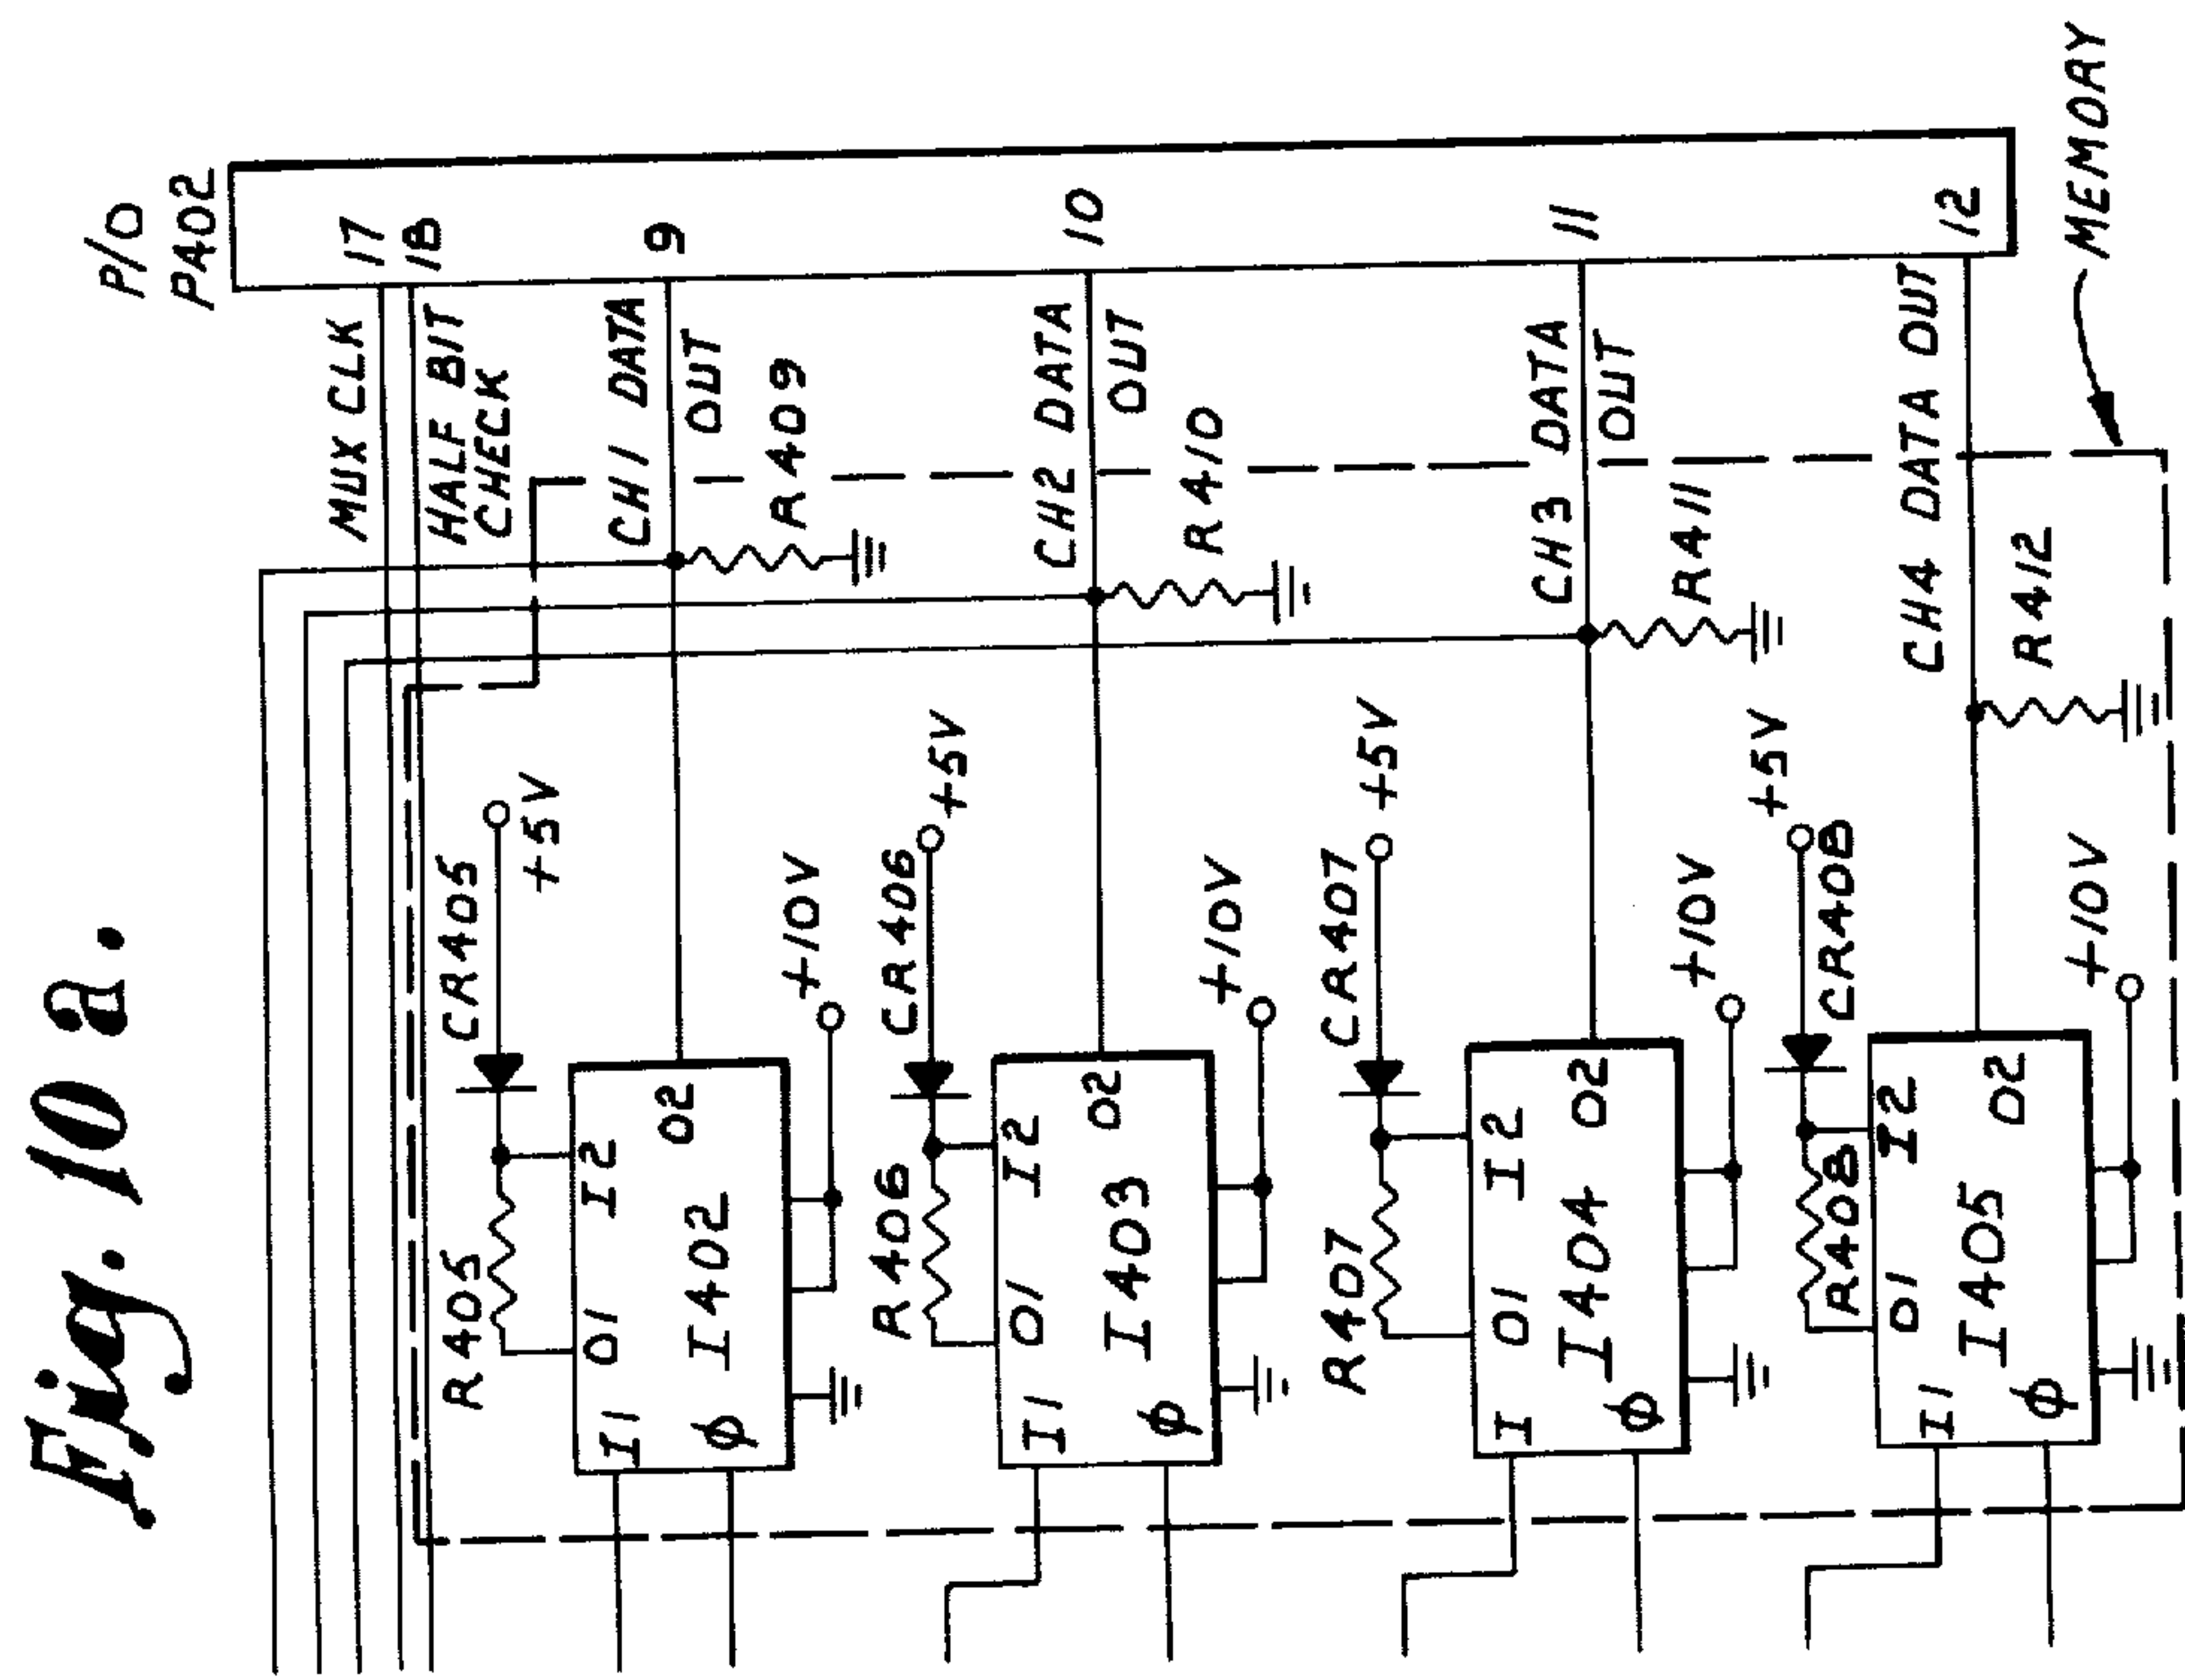 Fig. 10 a.
P/O
PA02
17
18
9
10
11
12
MUX CLK
HALF BIT
CHECK
CH1 DATA
OUT
R409
CH2 DATA
OUT
R410
CH3 DATA
OUT
R411
CH4 DATA OUT
R412
MEMORY
CR405
+5V
R405
I1
O1
I2
O2
I402
Φ
+10V
CR406
+5V
R406
I1
O1
I2
O2
I403
Φ
+10V
CR407
+5V
R407
I
O1
I2
O2
I404
Φ
+10V
CR408
+5V
R408
I1
O1
I2
O2
I405
Φ
+10V